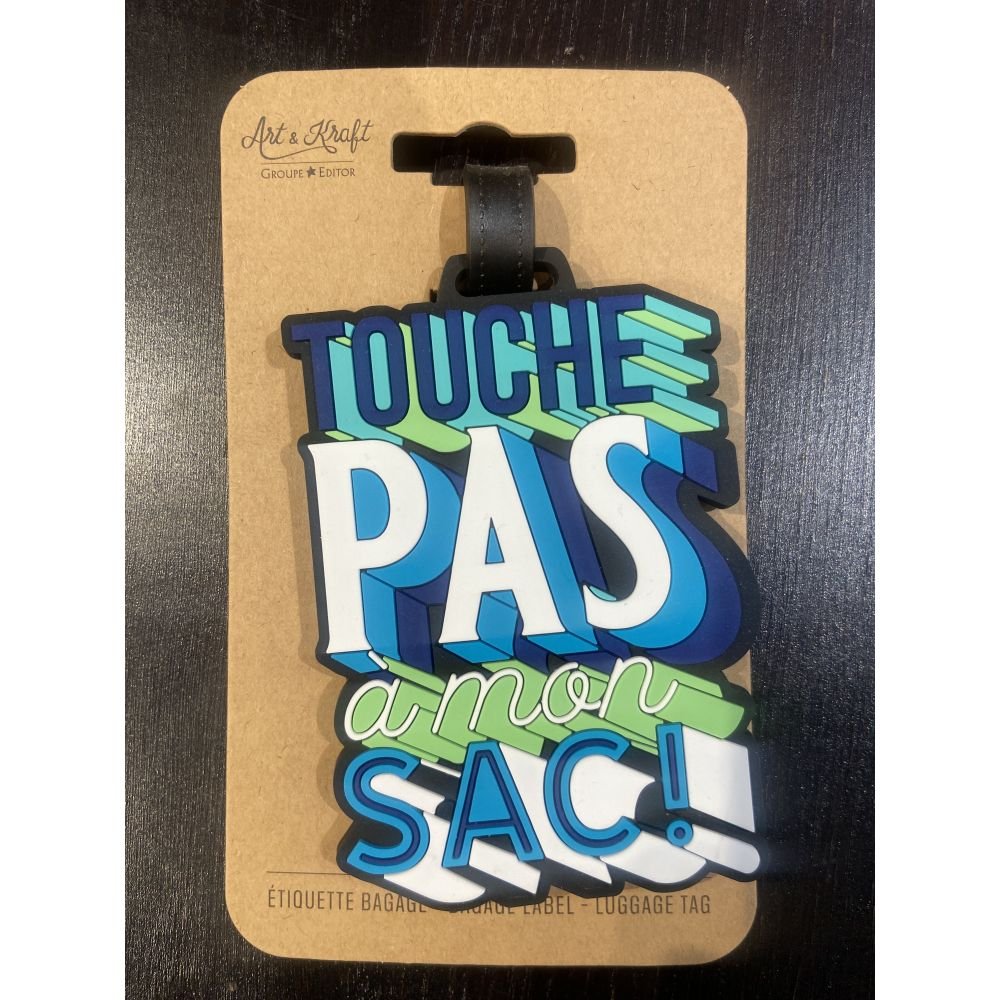 Art & Kraft
GROUPE ★ EDITOR
TOUCHE
PAS
à mon
SAC!
ÉTIQUETTE BAGAGE - BAGAGE LABEL - LUGGAGE TAG